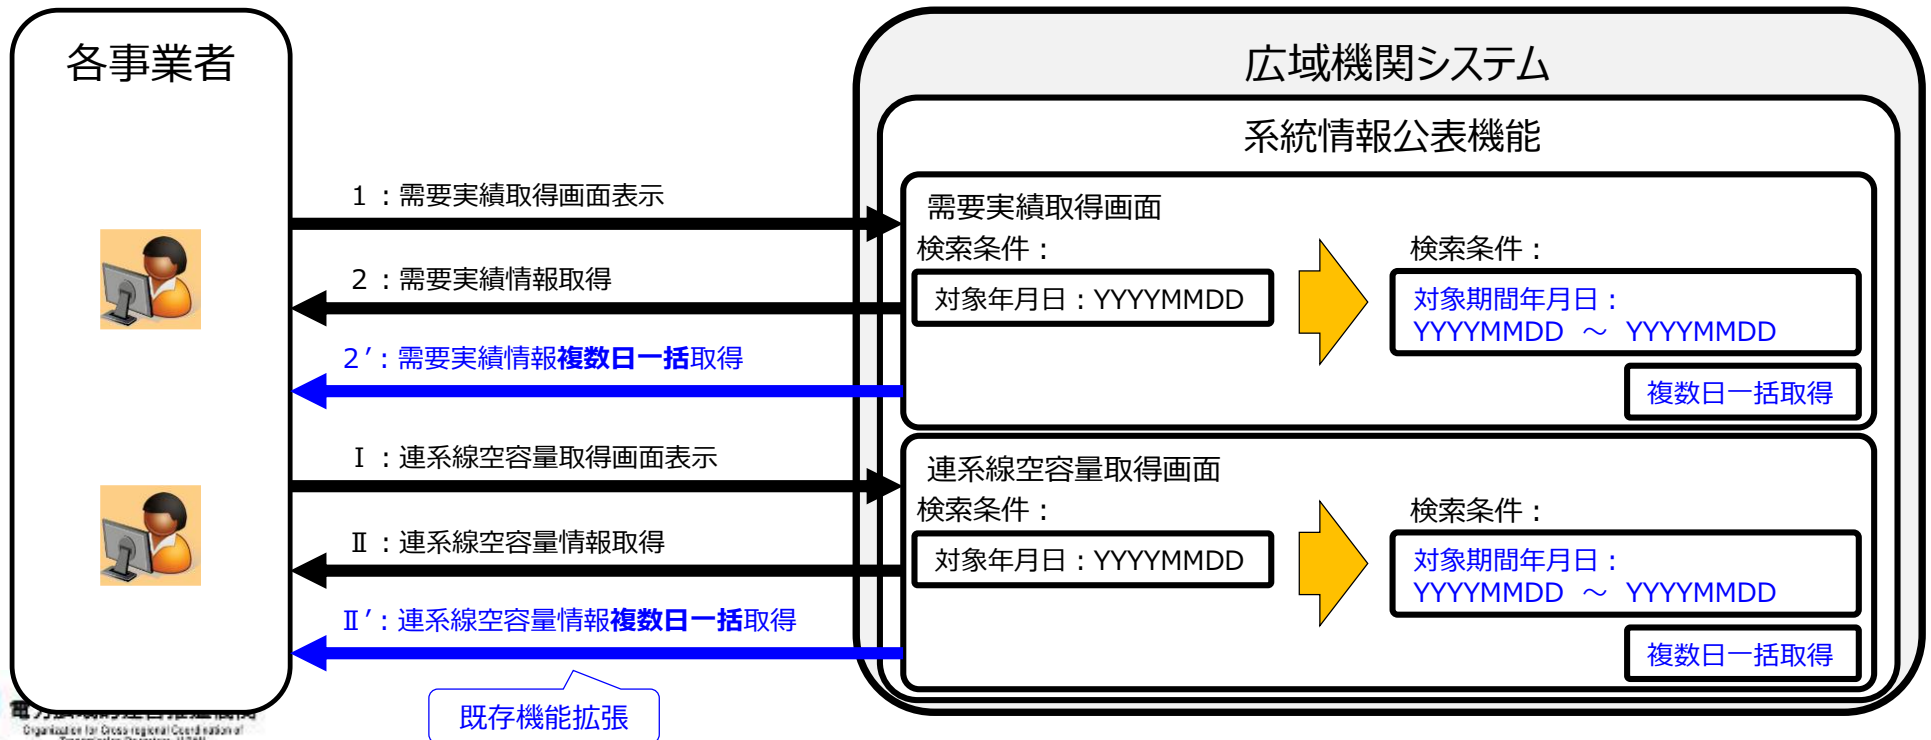 各事業者
広域機関システム
系統情報公表機能
1：需要実績取得画面表示
2：需要実績情報取得
2′：需要実績情報複数日一括取得
需要実績取得画面
検索条件：
対象年月日：YYYYMMDD
検索条件：
対象期間年月日：
YYYYMMDD ～ YYYYMMDD
複数日一括取得
Ⅰ：連系線空容量取得画面表示
Ⅱ：連系線空容量情報取得
Ⅱ′：連系線空容量情報複数日一括取得
連系線空容量取得画面
検索条件：
対象年月日：YYYYMMDD
検索条件：
対象期間年月日：
YYYYMMDD ～ YYYYMMDD
複数日一括取得
既存機能拡張
Organization for Cross-regional Coordination of